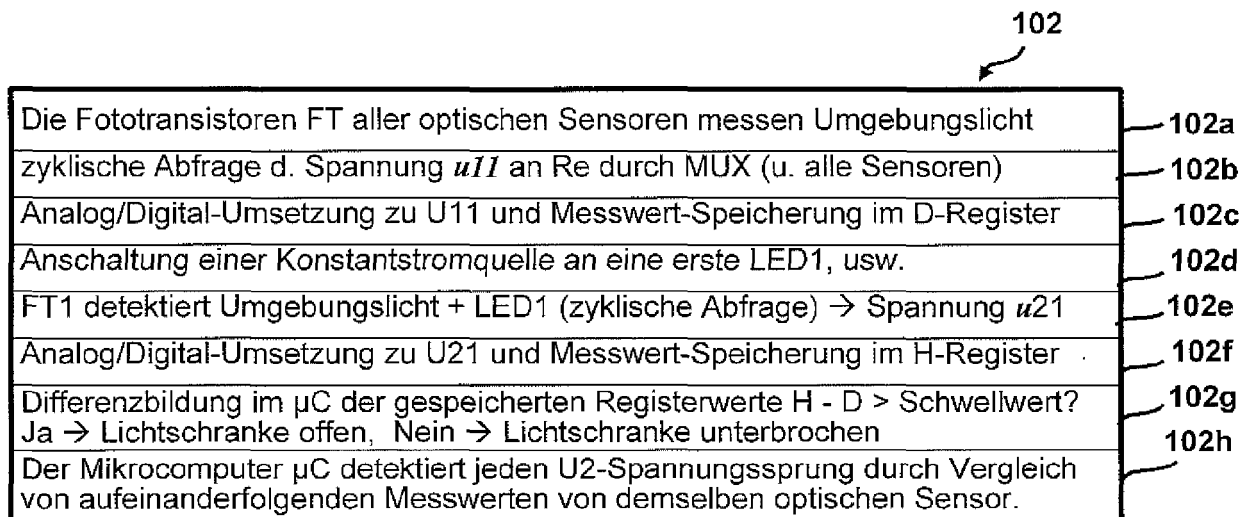 102
Die Fototransistoren FT aller optischen Sensoren messen Umgebungslicht
102a
zyklische Abfrage d. Spannung u11 an Re durch MUX (u. alle Sensoren)
102b
Analog/Digital-Umsetzung zu U11 und Messwert-Speicherung im D-Register
102c
Anschaltung einer Konstantstromquelle an eine erste LED1, usw.
102d
FT1 detektiert Umgebungslicht + LED1 (zyklische Abfrage) → Spannung u21
102e
Analog/Digital-Umsetzung zu U21 und Messwert-Speicherung im H-Register
102f
Differenzbildung im µC der gespeicherten Registerwerte H - D > Schwellwert?
102g
Ja → Lichtschranke offen, Nein → Lichtschranke unterbrochen
102h
Der Mikrocomputer µC detektiert jeden U2-Spannungssprung durch Vergleich
von aufeinanderfolgenden Messwerten von demselben optischen Sensor.